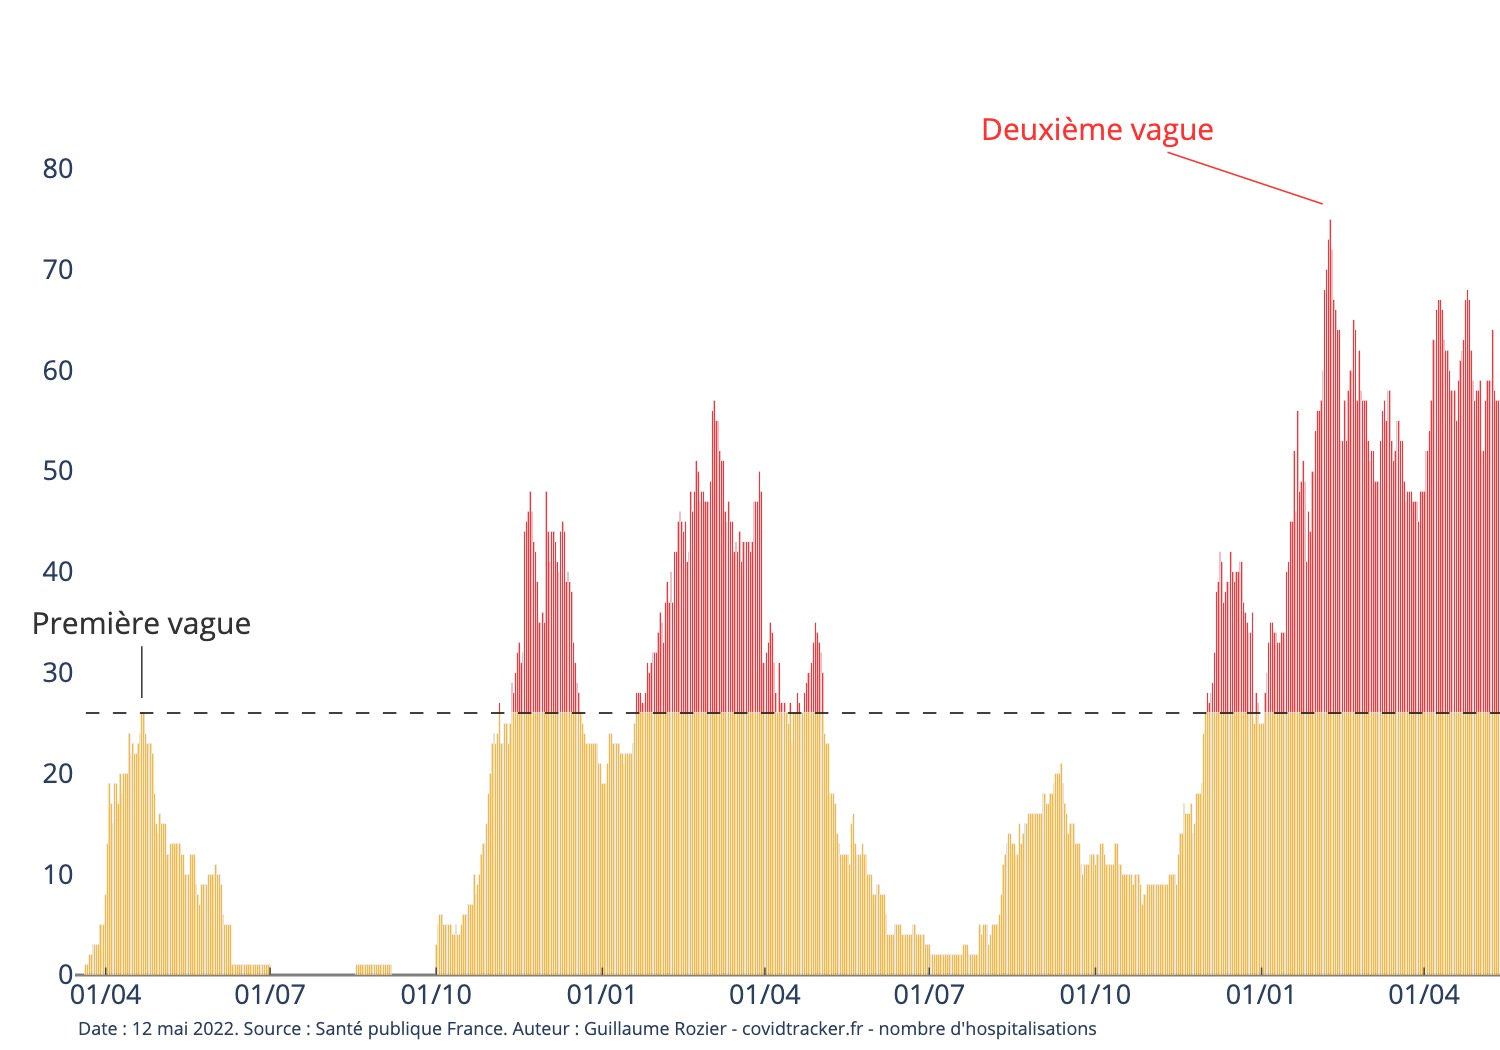 Deuxième vague
80
70
60
50
40
Première vague
30
20
10
0
01/04 01/07 01/10 01/01 01/04 01/07 01/10 01/01 01/04
Date : 12 mai 2022. Source : Santé publique France. Auteur : Guillaume Rozier - covidtracker.fr - nombre d'hospitalisations